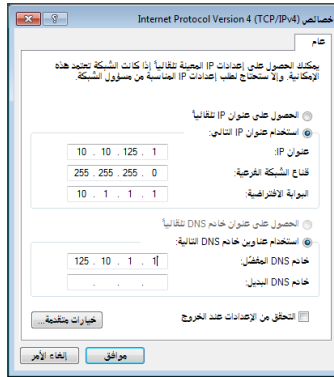 خصائص Internet Protocol Version 4 (TCP/IPv4)
عام
يمكنك الحصول على إعدادات IP المعينة تلقائياً إذا كانت الشبكة تعتمد هذه
الإمكانية. وإلا ستحتاج لطلب إعدادات IP المناسبة من مسؤول الشبكة.
الحصول على عنوان IP تلقائياً
استخدام عنوان IP التالي:
عنوان IP: 10 . 10 . 125 . 1
قناع الشبكة الفرعية: 255 . 255 . 255 . 0
البوابة الافتراضية: 10 . 1 . 1 . 1
الحصول على عنوان خادم DNS تلقائياً
استخدام عناوين خادم DNS التالية:
خادم DNS المفضل: 125 . 10 . 1 . 1
خادم DNS البديل: . . .
التحقق من الإعدادات عند الخروج
خيارات متقدمة...
موافق
إلغاء الأمر